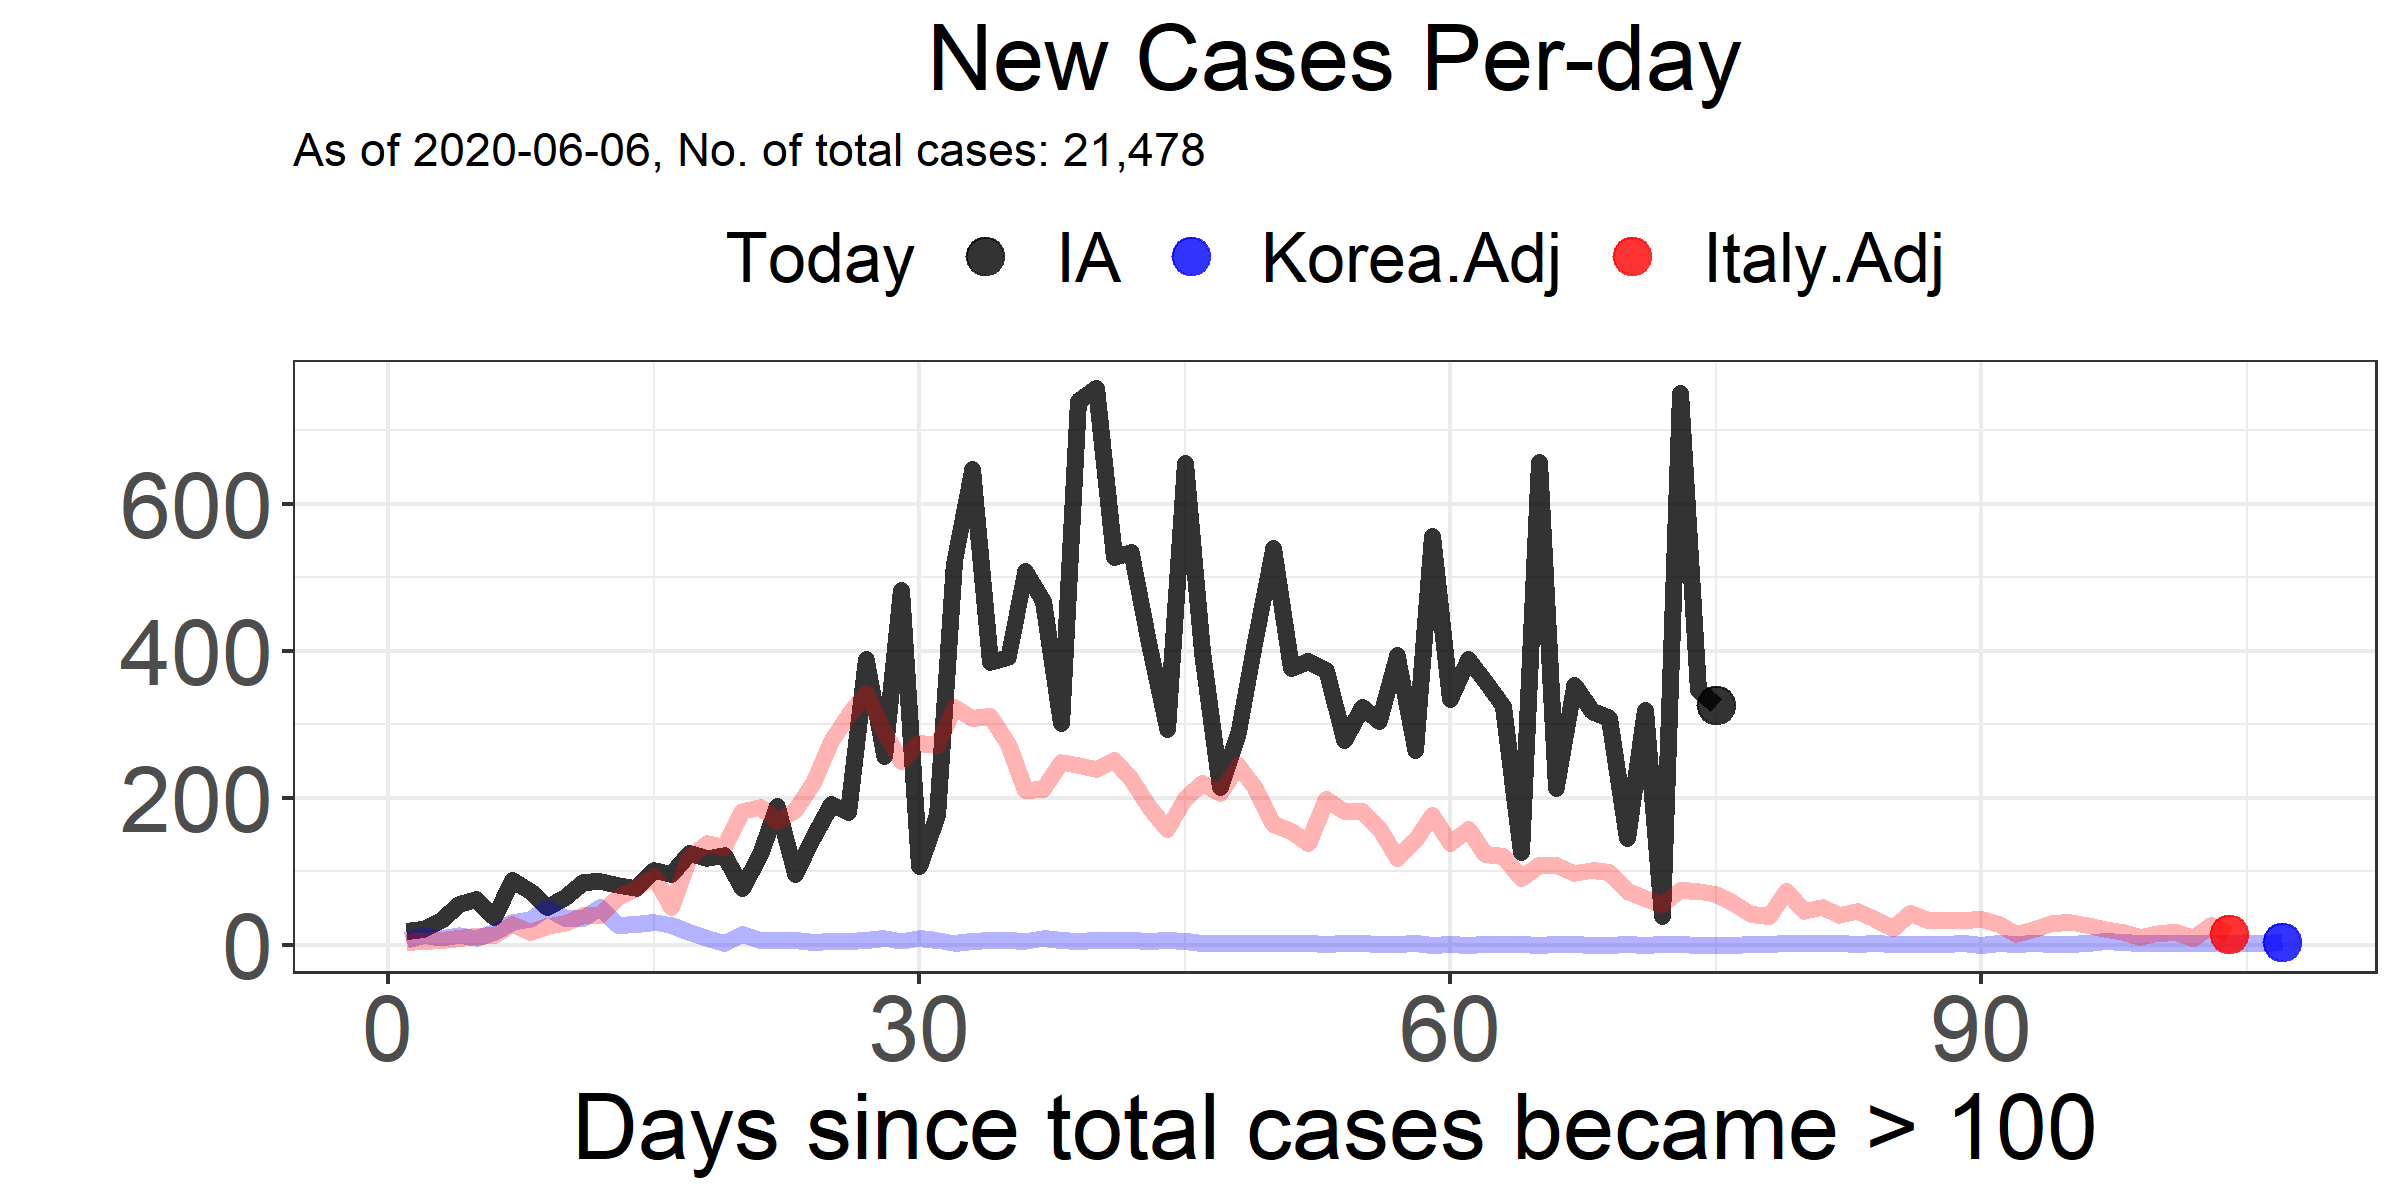 New Cases Per-day
As of 2020-06-06, No. of total cases: 21,478
Today IA Korea.Adj Italy.Adj
600
400
200
0
0 30 60 90
Days since total cases became > 100